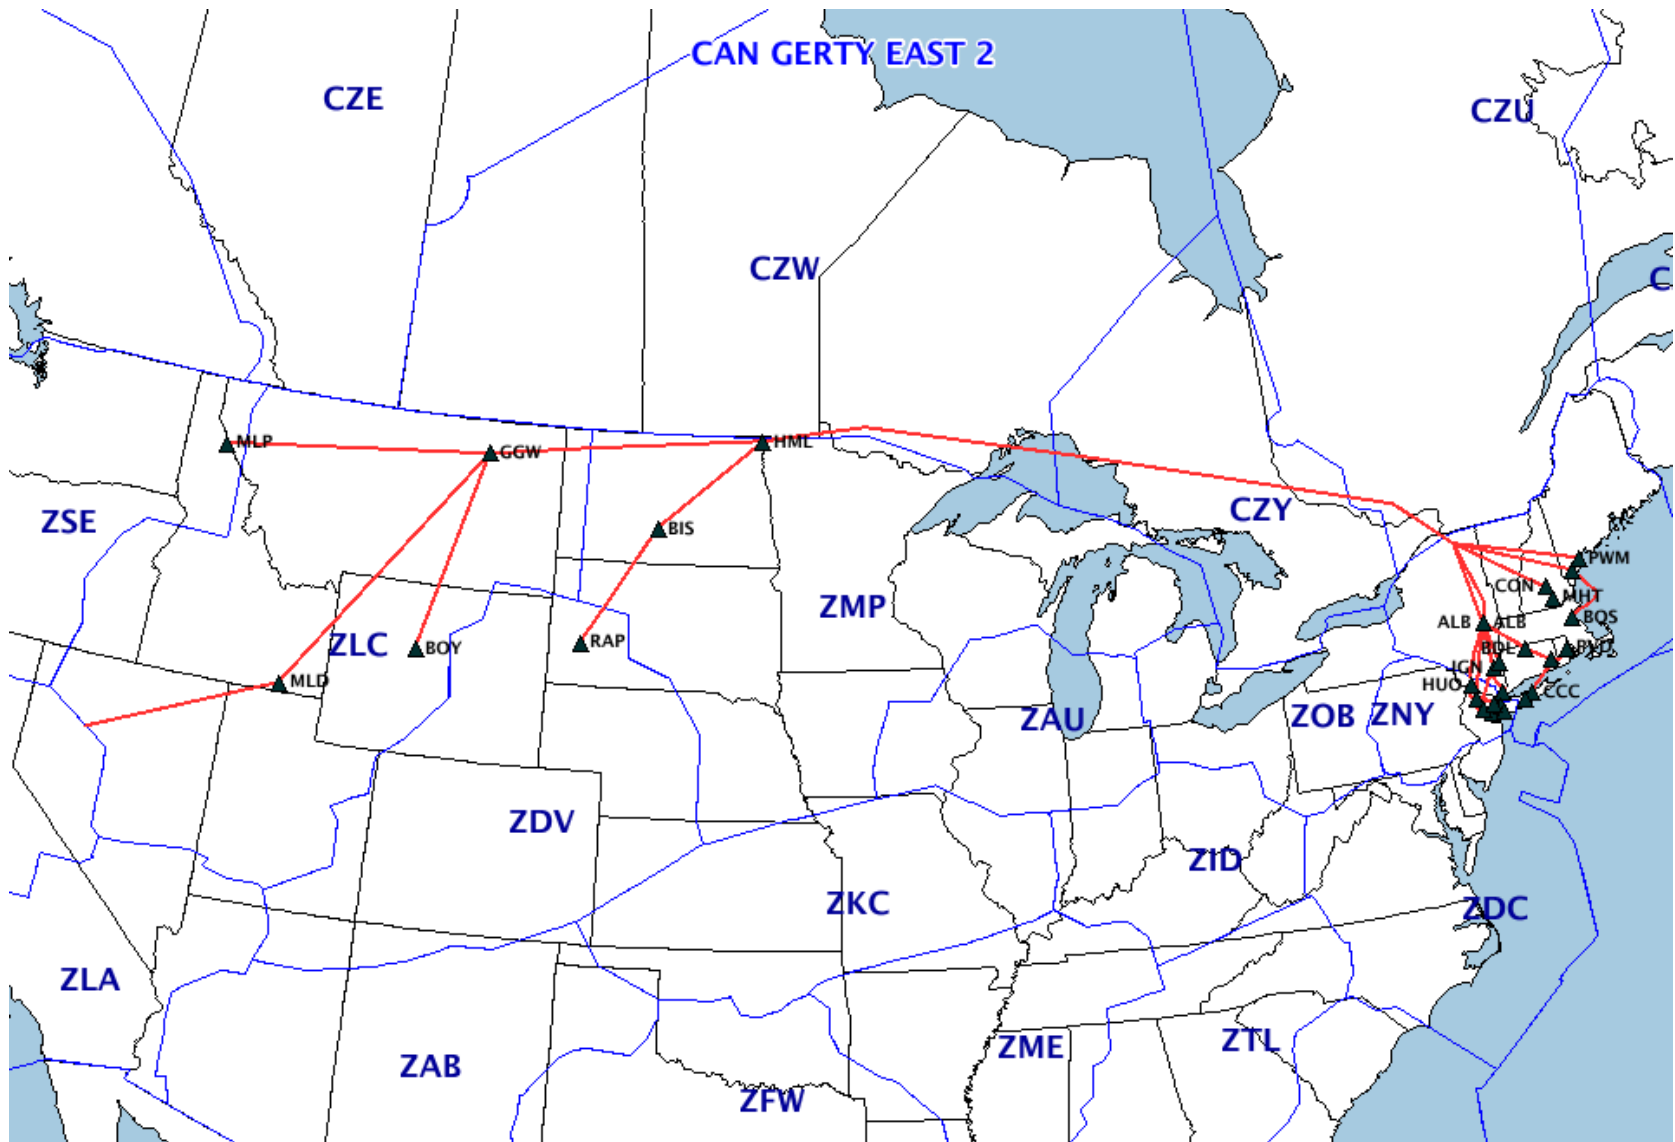 CAN GERTY EAST 2
CZE
CZU
CZW
C
MLP
GGW
HML
ZSE
BIS
CZY
PWM
CON
MHT
ZMP
ALB
ALB
BOS
ZLC
BOY
RAP
BDL
PVD
IGN
MLD
HUO
CCC
ZAU
ZOB
ZNY
ZDV
ZID
ZKC
ZDC
ZLA
ZME
ZTL
ZAB
ZFW